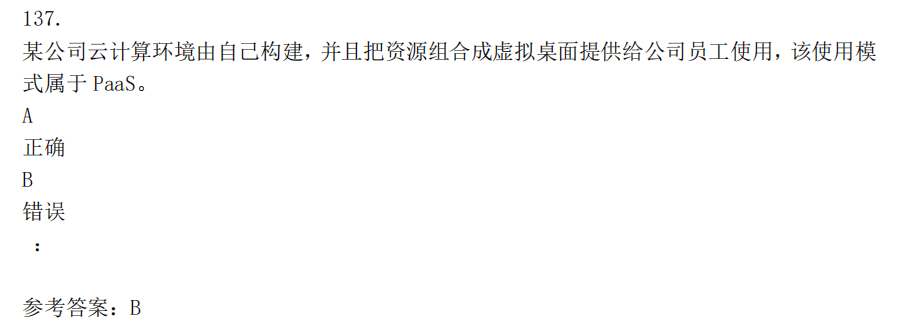 137.
某公司云计算环境由自己构建，并且把资源组合成虚拟桌面提供给公司员工使用，该使用模
式属于 PaaS。
A
正确
B
错误
：
参考答案：B